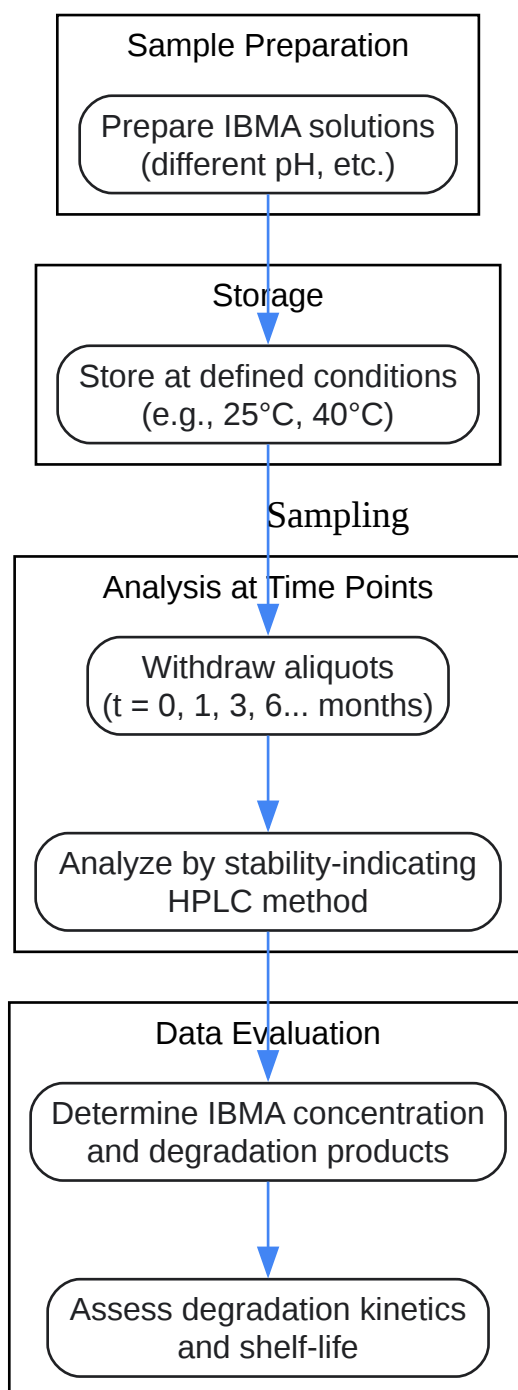 Sample Preparation
Prepare IBMA solutions
(different pH, etc.)
Storage
Store at defined conditions
(e.g., 25°C, 40°C)
Sampling
Analysis at Time Points
Withdraw aliquots
(t = 0, 1, 3, 6... months)
Analyze by stability-indicating
HPLC method
Data Evaluation
Determine IBMA concentration
and degradation products
Assess degradation kinetics
and shelf-life